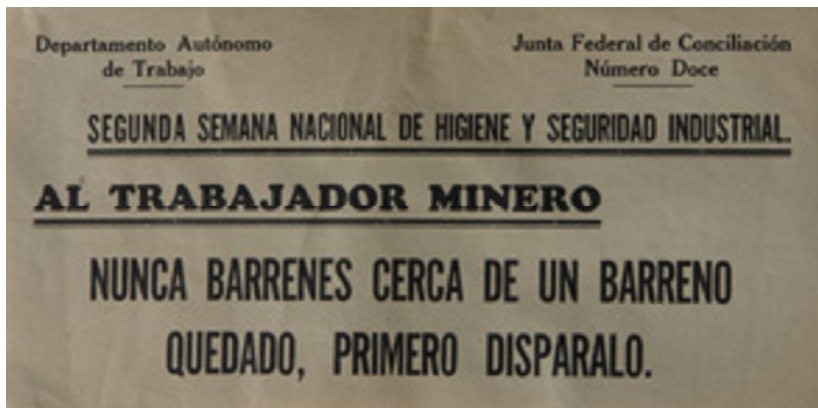 Departamento Autónomo
de Trabajo
Junta Federal de Conciliación
Número Doce
SEGUNDA SEMANA NACIONAL DE HIGIENE Y SEGURIDAD INDUSTRIAL.
AL TRABAJADOR MINERO
NUNCA BARRENES CERCA DE UN BARRENO
QUEDADO, PRIMERO DISPARALO.